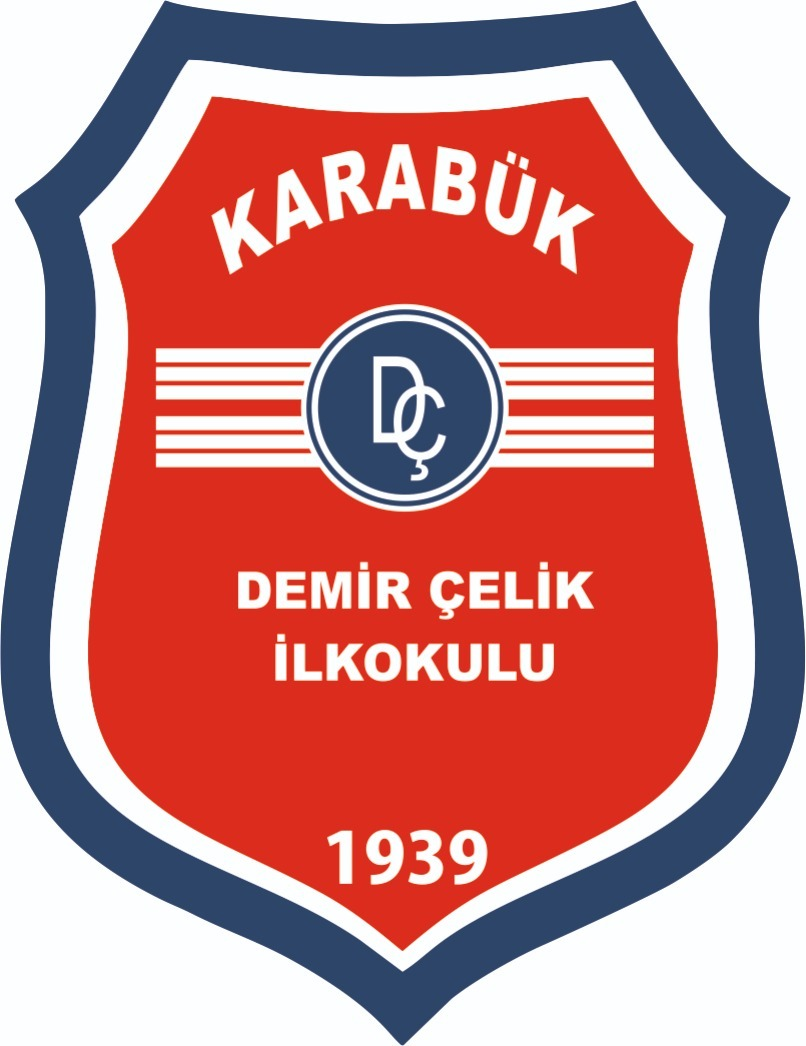 KARABÜK
DÇ
DEMİR ÇELİK
İLKOKULU
1939